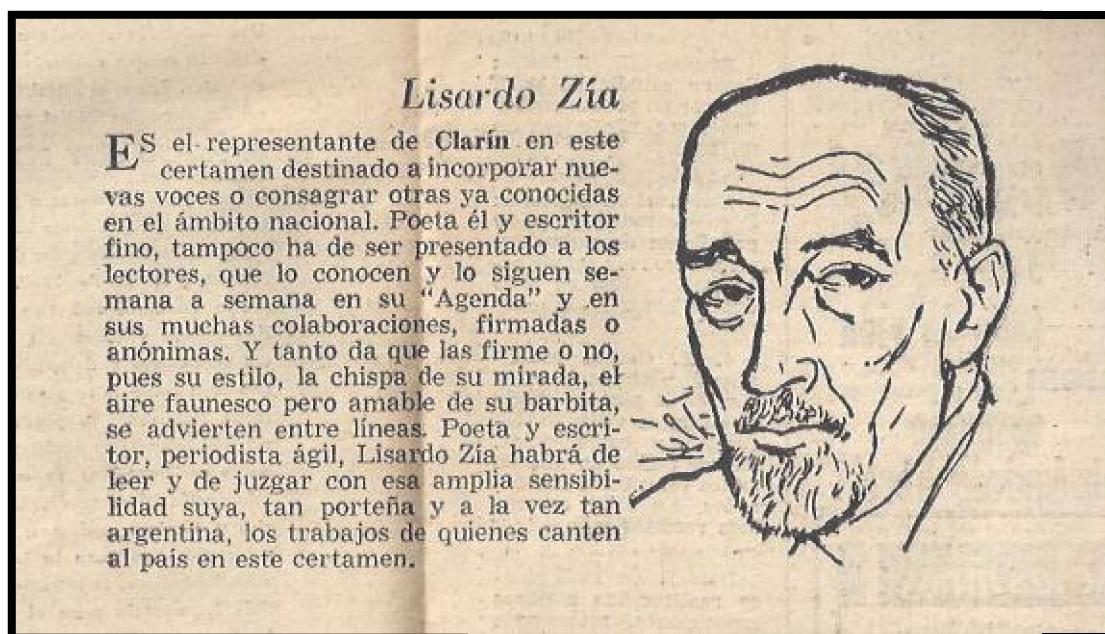 Lisardo Zía
ES el representante de Clarín en este
certamen destinado a incorporar nue-
vas voces o consagrar otras ya conocidas
en el ámbito nacional. Poeta él y escritor
fino, tampoco ha de ser presentado a los
lectores, que lo conocen y lo siguen se-
mana a semana en su "Agenda" y en
sus muchas colaboraciones, firmadas o
anónimas. Y tanto da que las firme o no,
pues su estilo, la chispa de su mirada, el
aire faunesco pero amable de su barbita,
se advierten entre líneas. Poeta y escri-
tor, periodista ágil, Lisardo Zía habrá de
leer y de juzgar con esa amplia sensibi-
lidad suya, tan porteña y a la vez tan
argentina, los trabajos de quienes canten
al país en este certamen.